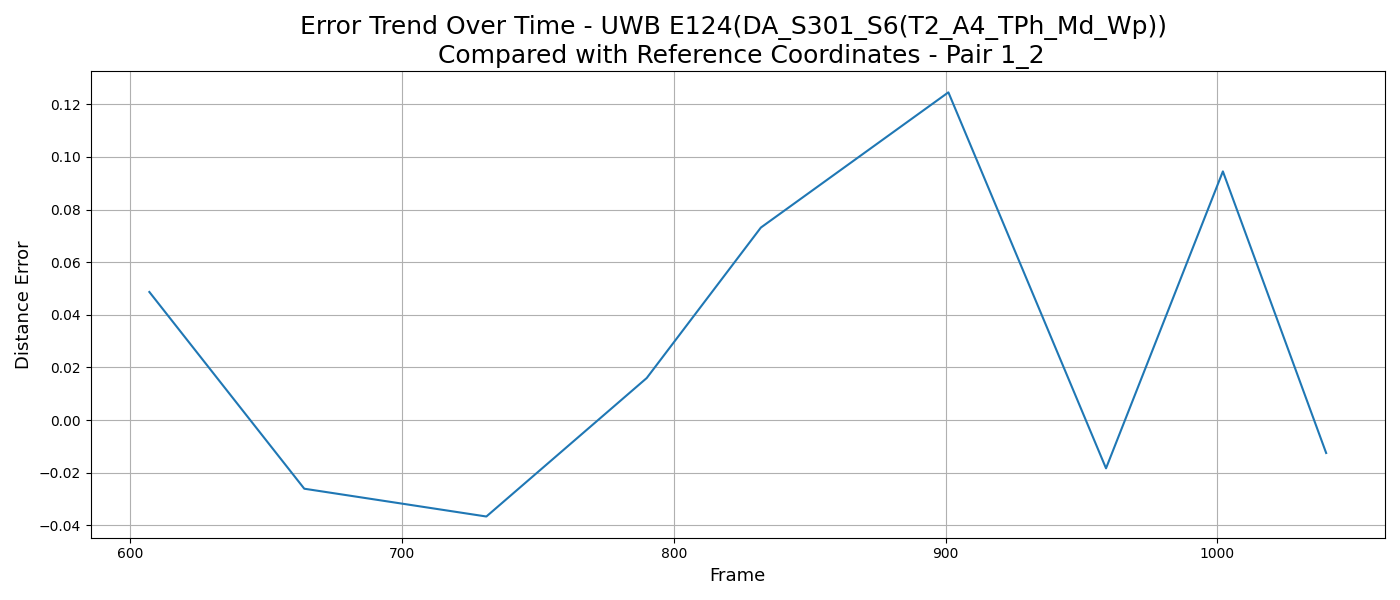 Error Trend Over Time - UWB E124(DA_S301_S6(T2_A4_TPh_Md_Wp))
Compared with Reference Coordinates - Pair 1_2
Distance Error
0.12
0.10
0.08
0.06
0.04
0.02
0.00
−0.02
−0.04
600 700 800 900 1000
Frame